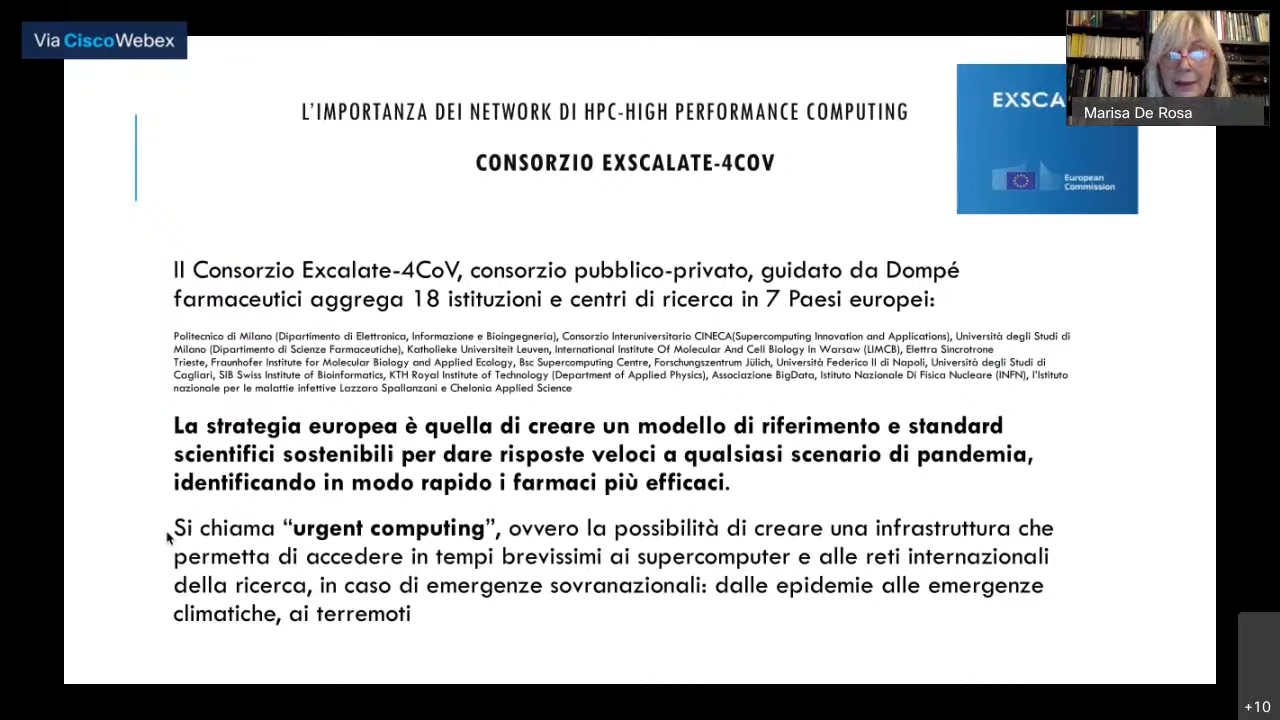 Via Cisco Webex
L'IMPORTANZA DEI NETWORK DI HPC-HIGH PERFORMANCE COMPUTING
CONSORZIO EXSCALATE-4COV
EXSCA
European
Commission
Marisa De Rosa
Il Consorzio Excalate-4CoV, consorzio pubblico-privato, guidato da Dompé
farmaceutici aggrega 18 istituzioni e centri di ricerca in 7 Paesi europei:
Politecnico di Milano (Dipartimento di Elettronica, Informazione e Bioingegneria), Consorzio Interuniversitario CINECA(Supercomputing Innovation and Applications), Università degli Studi di
Milano (Dipartimento di Scienze Farmaceutiche), Katholieke Universiteit Leuven, International Institute Of Molecular And Cell Biology In Warsaw (LIMCB), Elettra Sincrotrone
Trieste, Fraunhofer Institute for Molecular Biology and Applied Ecology, Bsc Supercomputing Centre, Forschungszentrum Jülich, Università Federico II di Napoli, Università degli Studi di
Cagliari, SIB Swiss Institute of Bioinformatics, KTH Royal Institute of Technology (Department of Applied Physics), Associazione BigData, Istituto Nazionale Di Fisica Nucleare (INFN), l'Istituto
nazionale per le malattie infettive Lazzaro Spallanzani e Chelonia Applied Science
La strategia europea è quella di creare un modello di riferimento e standard
scientifici sostenibili per dare risposte veloci a qualsiasi scenario di pandemia,
identificando in modo rapido i farmaci più efficaci.
Si chiama “urgent computing”, ovvero la possibilità di creare una infrastruttura che
permetta di accedere in tempi brevissimi ai supercomputer e alle reti internazionali
della ricerca, in caso di emergenze sovranazionali: dalle epidemie alle emergenze
climatiche, ai terremoti
+10